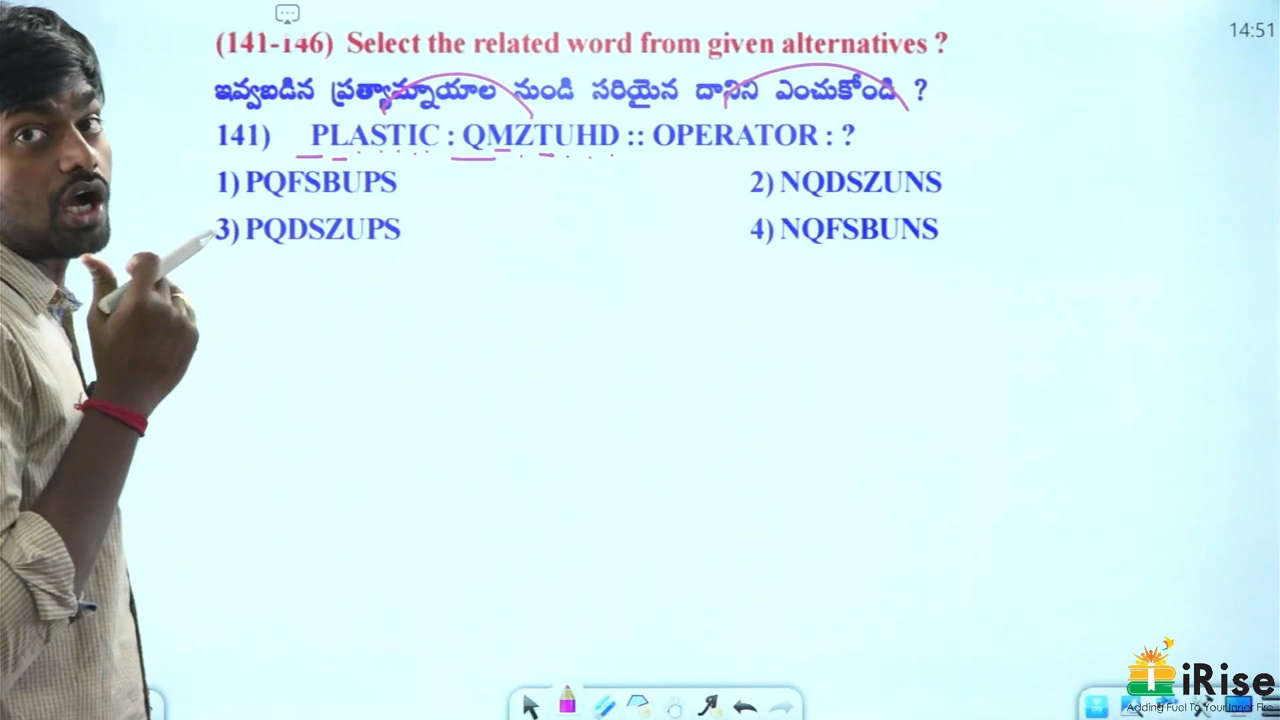 14:51
(141-146) Select the related word from given alternatives ?
ఇవ్వబడిన ప్రత్యామ్నాయాల నుండి సరియైన దానిని ఎంచుకోండి ?
141) PLASTIC : QMZTUHD :: OPERATOR : ?
1) PQFSBUPS 2) NQDSZUNS
3) PQDSZUPS 4) NQFSBUNS
iRise
Adding Fuel To Your Inner Fire